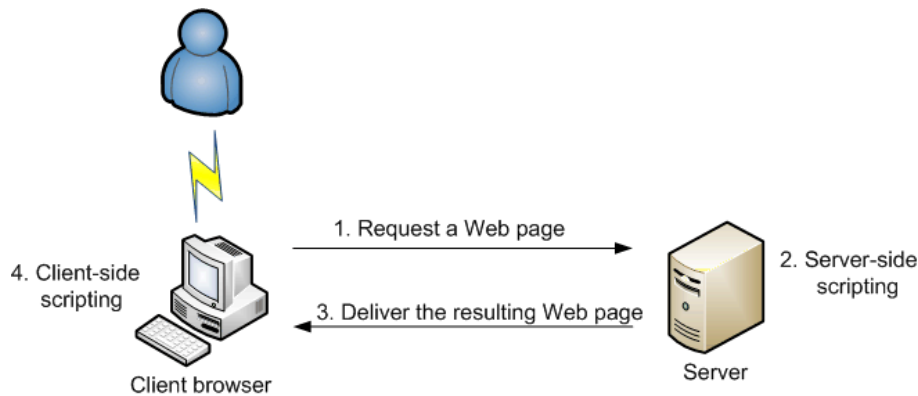 1. Request a Web page
4. Client-side
scripting
2. Server-side
scripting
3. Deliver the resulting Web page
Client browser
Server